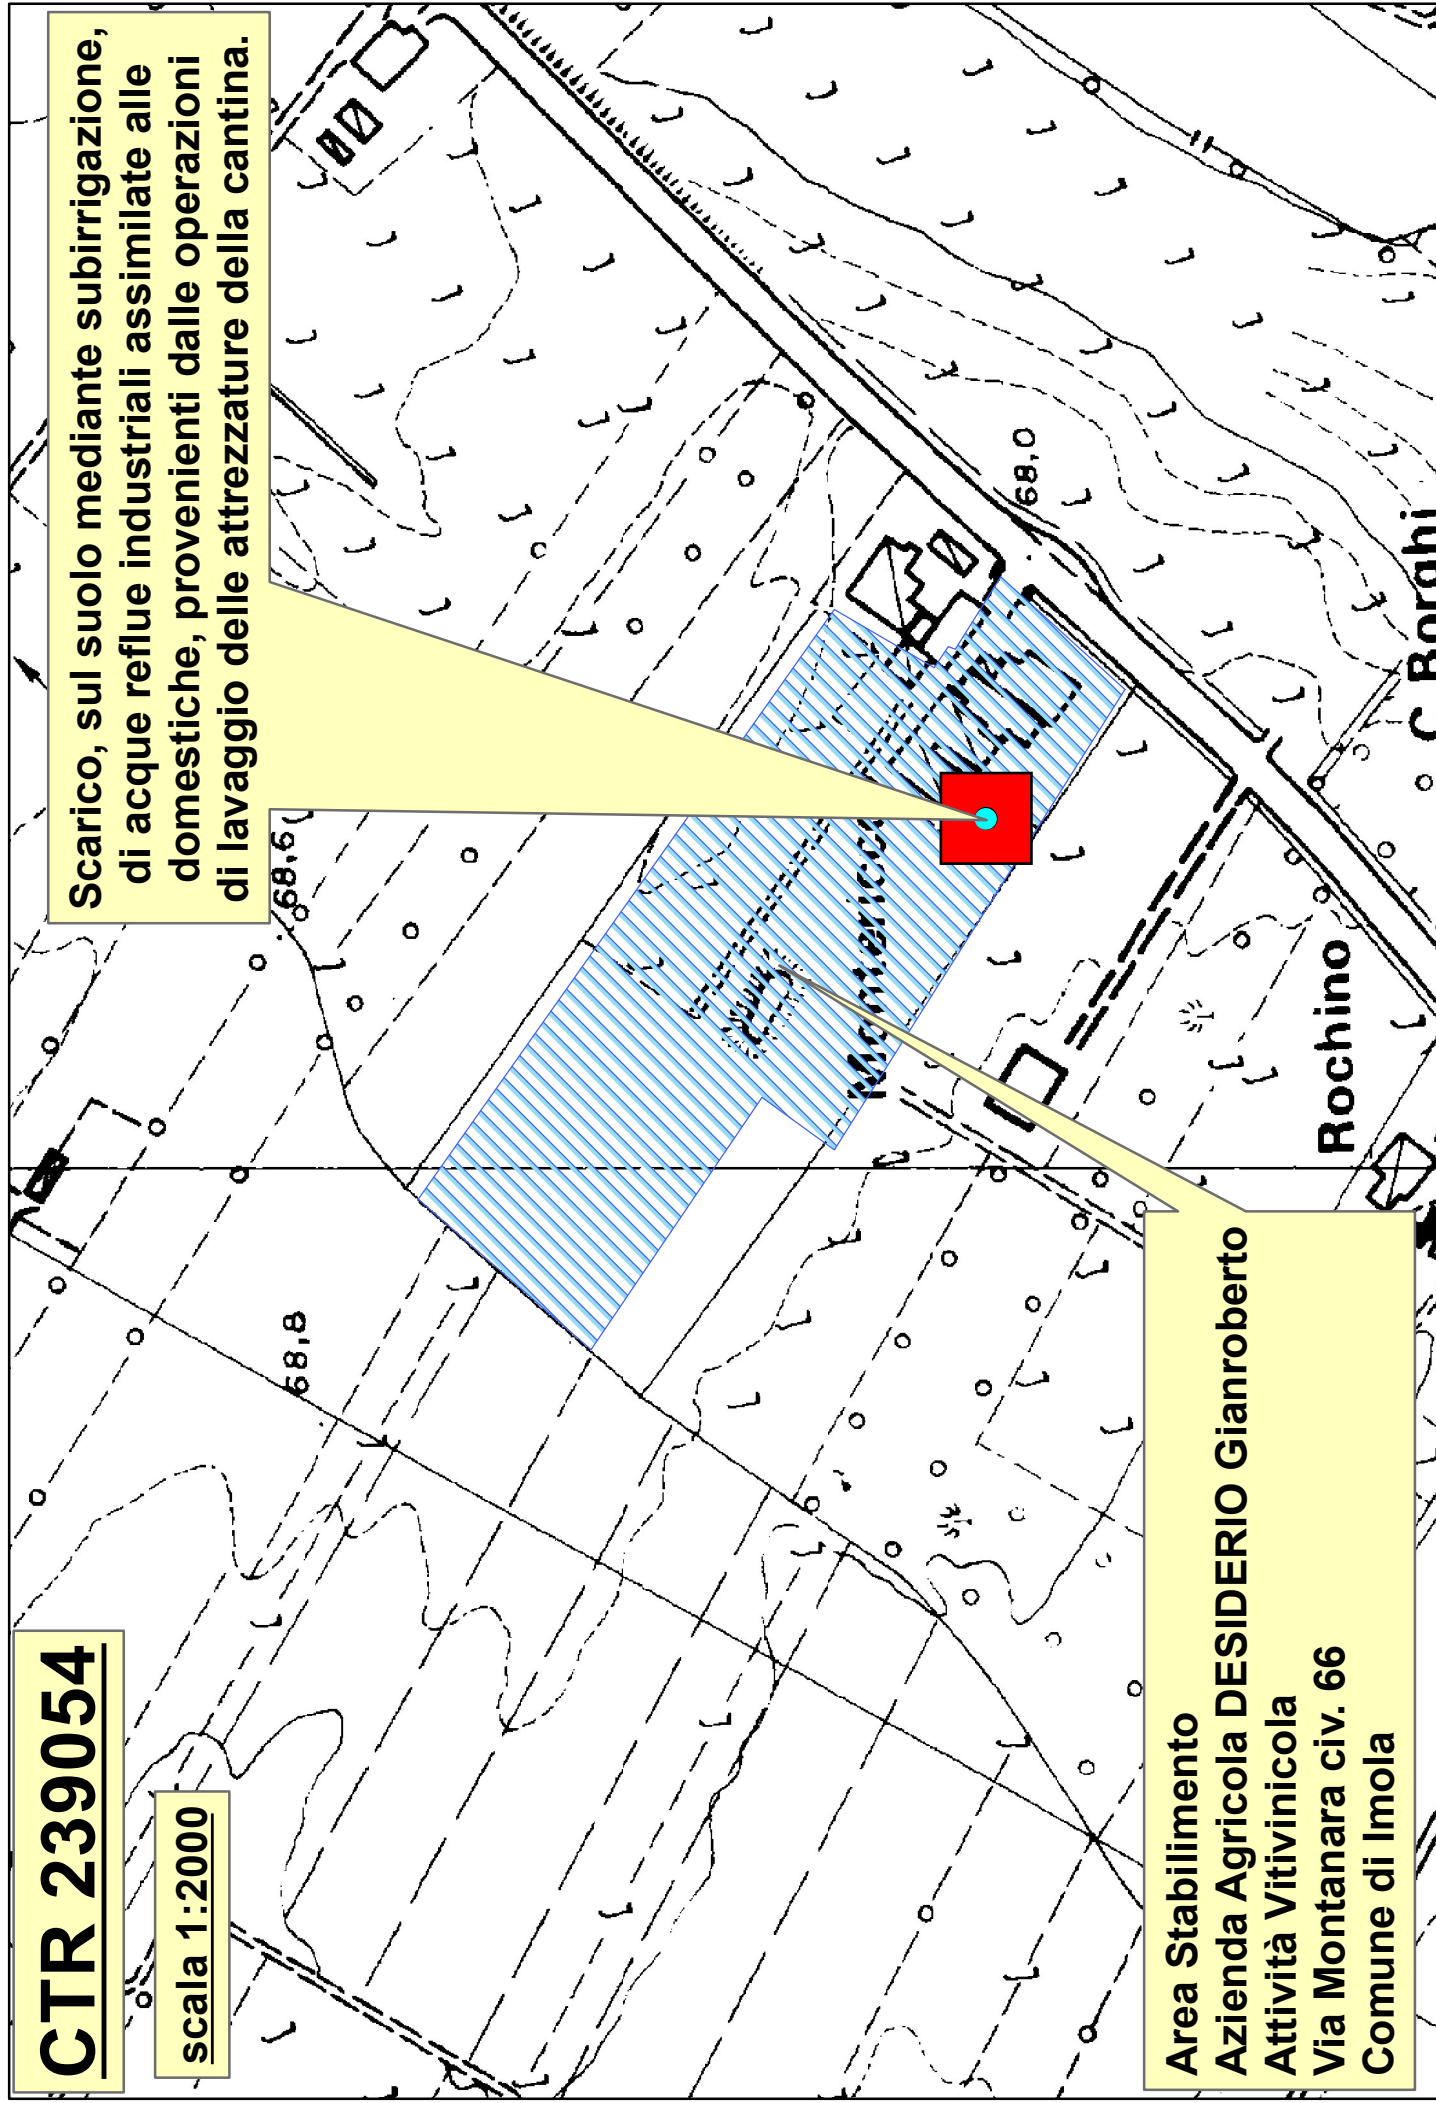 CTR 239054
scala 1:2000
Scarico, sul suolo mediante subirrigazione,
di acque reflue industriali assimilate alle
domestiche, provenienti dalle operazioni
di lavaggio delle attrezzature della cantina.
68,6
68,8
68,0
Rochino
C. Borghi
Area Stabilimento
Azienda Agricola DESIDERIO Gianroberto
Attività Vitivinicola
Via Montanara civ. 66
Comune di Imola